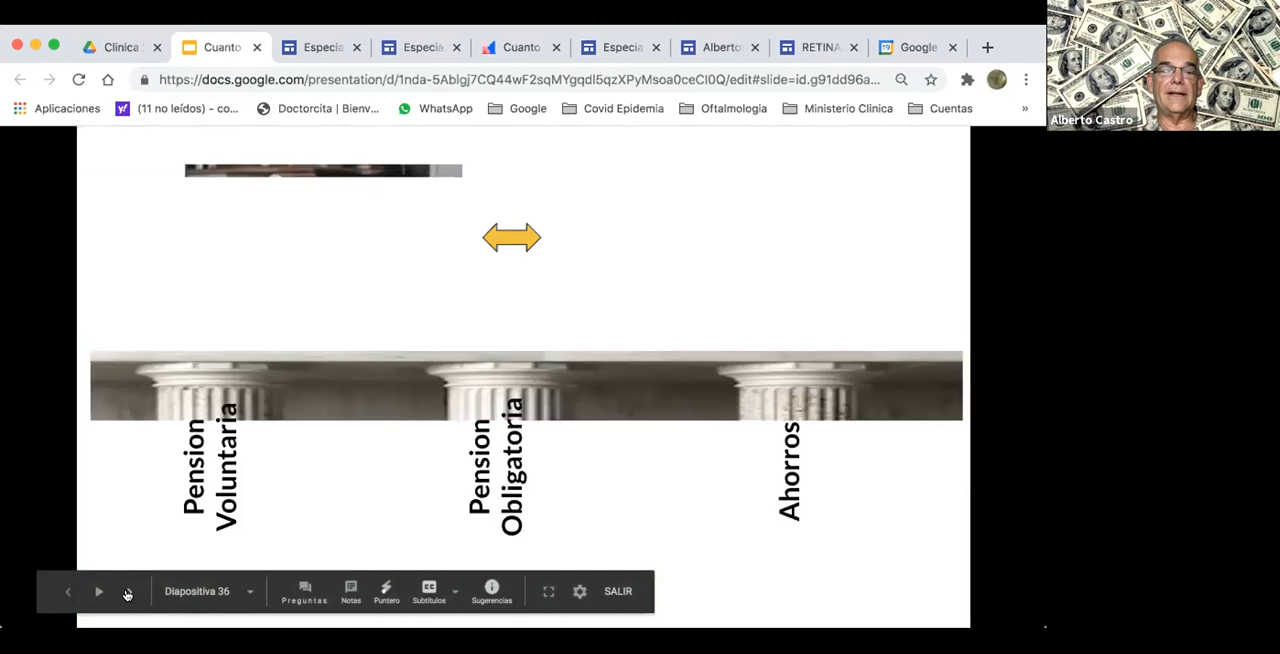 Clinica
Cuanto
Especia
Especia
Cuanto
Especia
Alberto
RETINA
Google
https://docs.google.com/presentation/d/1nda-5Ablgj7CQ44wF2sqMYgqdl5qzXPyMsoa0ceCl0Q/edit#slide=id.g91dd96a...
Aplicaciones
(11 no leídos) - co...
Doctorcita | Bienv...
WhatsApp
Google
Covid Epidemia
Oftalmologia
Ministerio Clinica
Cuentas
»
Alberto Castro
Pension
Voluntaria
Pension
Obligatoria
Ahorros
Diapositiva 36
Preguntas
Notas
Puntero
Subtítulos
Sugerencias
SALIR